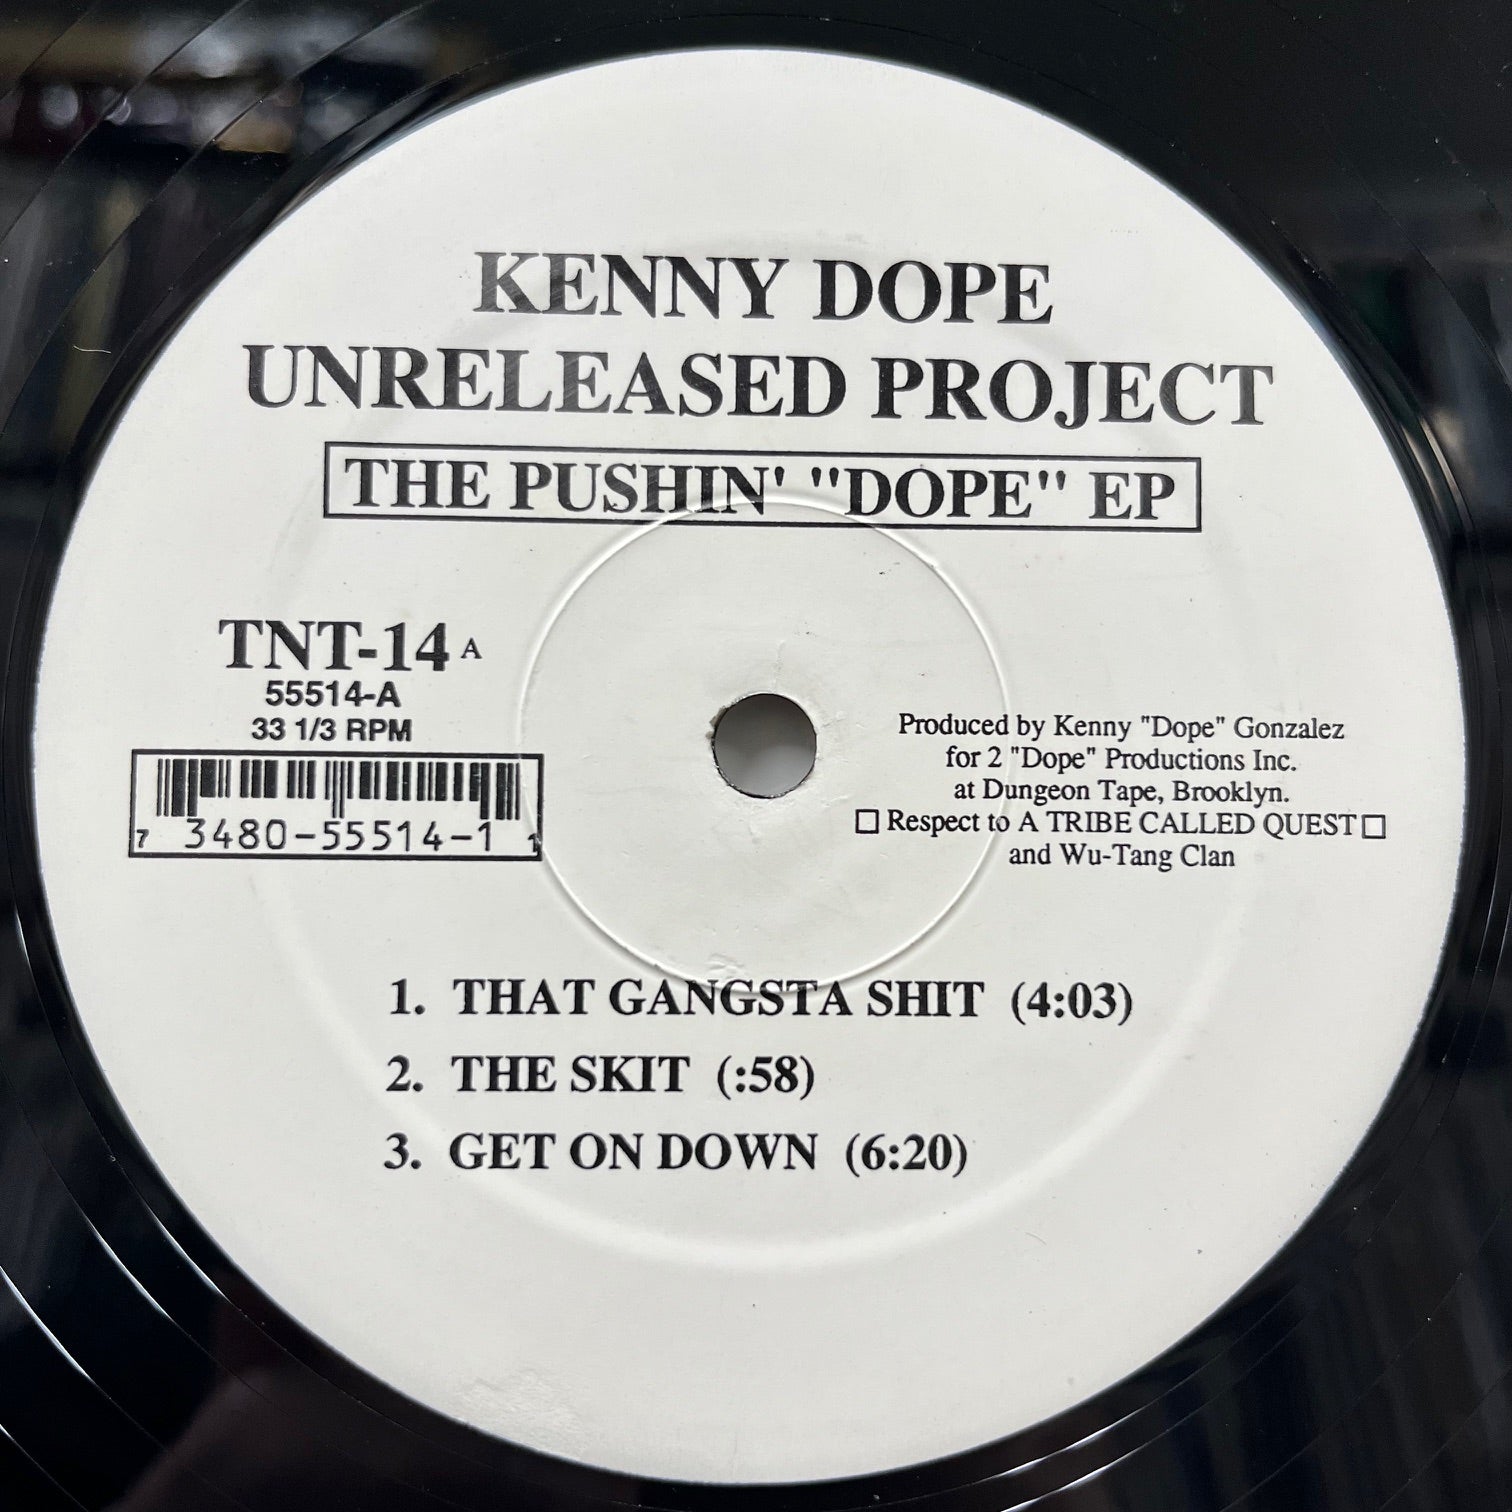 KENNY DOPE
UNRELEASED PROJECT
THE PUSHIN' "DOPE" EP
TNT-14 A
55514-A
33 1/3 RPM
7 3480-55514-1 1
Produced by Kenny "Dope" Gonzalez
for 2 "Dope" Productions Inc.
at Dungeon Tape, Brooklyn.
☐ Respect to A TRIBE CALLED QUEST ☐
and Wu-Tang Clan
1. THAT GANGSTA SHIT (4:03)
2. THE SKIT (:58)
3. GET ON DOWN (6:20)